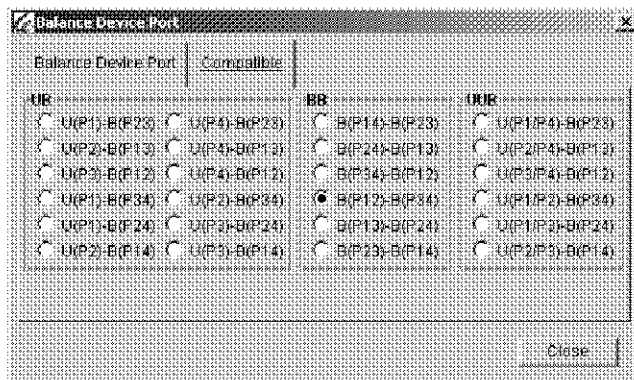 Balance Device Port
Balance Device Port Compatible
UB BB UUB
U(P1)-B(P23) U(P4)-B(P23) B(P14)-B(P23) U(P1/P4)-B(P23)
U(P2)-B(P13) U(P4)-B(P13) B(P24)-B(P13) U(P2/P4)-B(P13)
U(P3)-B(P12) U(P4)-B(P12) B(P34)-B(P12) U(P3/P4)-B(P12)
U(P1)-B(P34) U(P2)-B(P34) B(P12)-B(P34) U(P1/P2)-B(P34)
U(P1)-B(P24) U(P3)-B(P24) B(P13)-B(P24) U(P1/P3)-B(P24)
U(P2)-B(P14) U(P3)-B(P14) B(P23)-B(P14) U(P2/P3)-B(P14)
Close